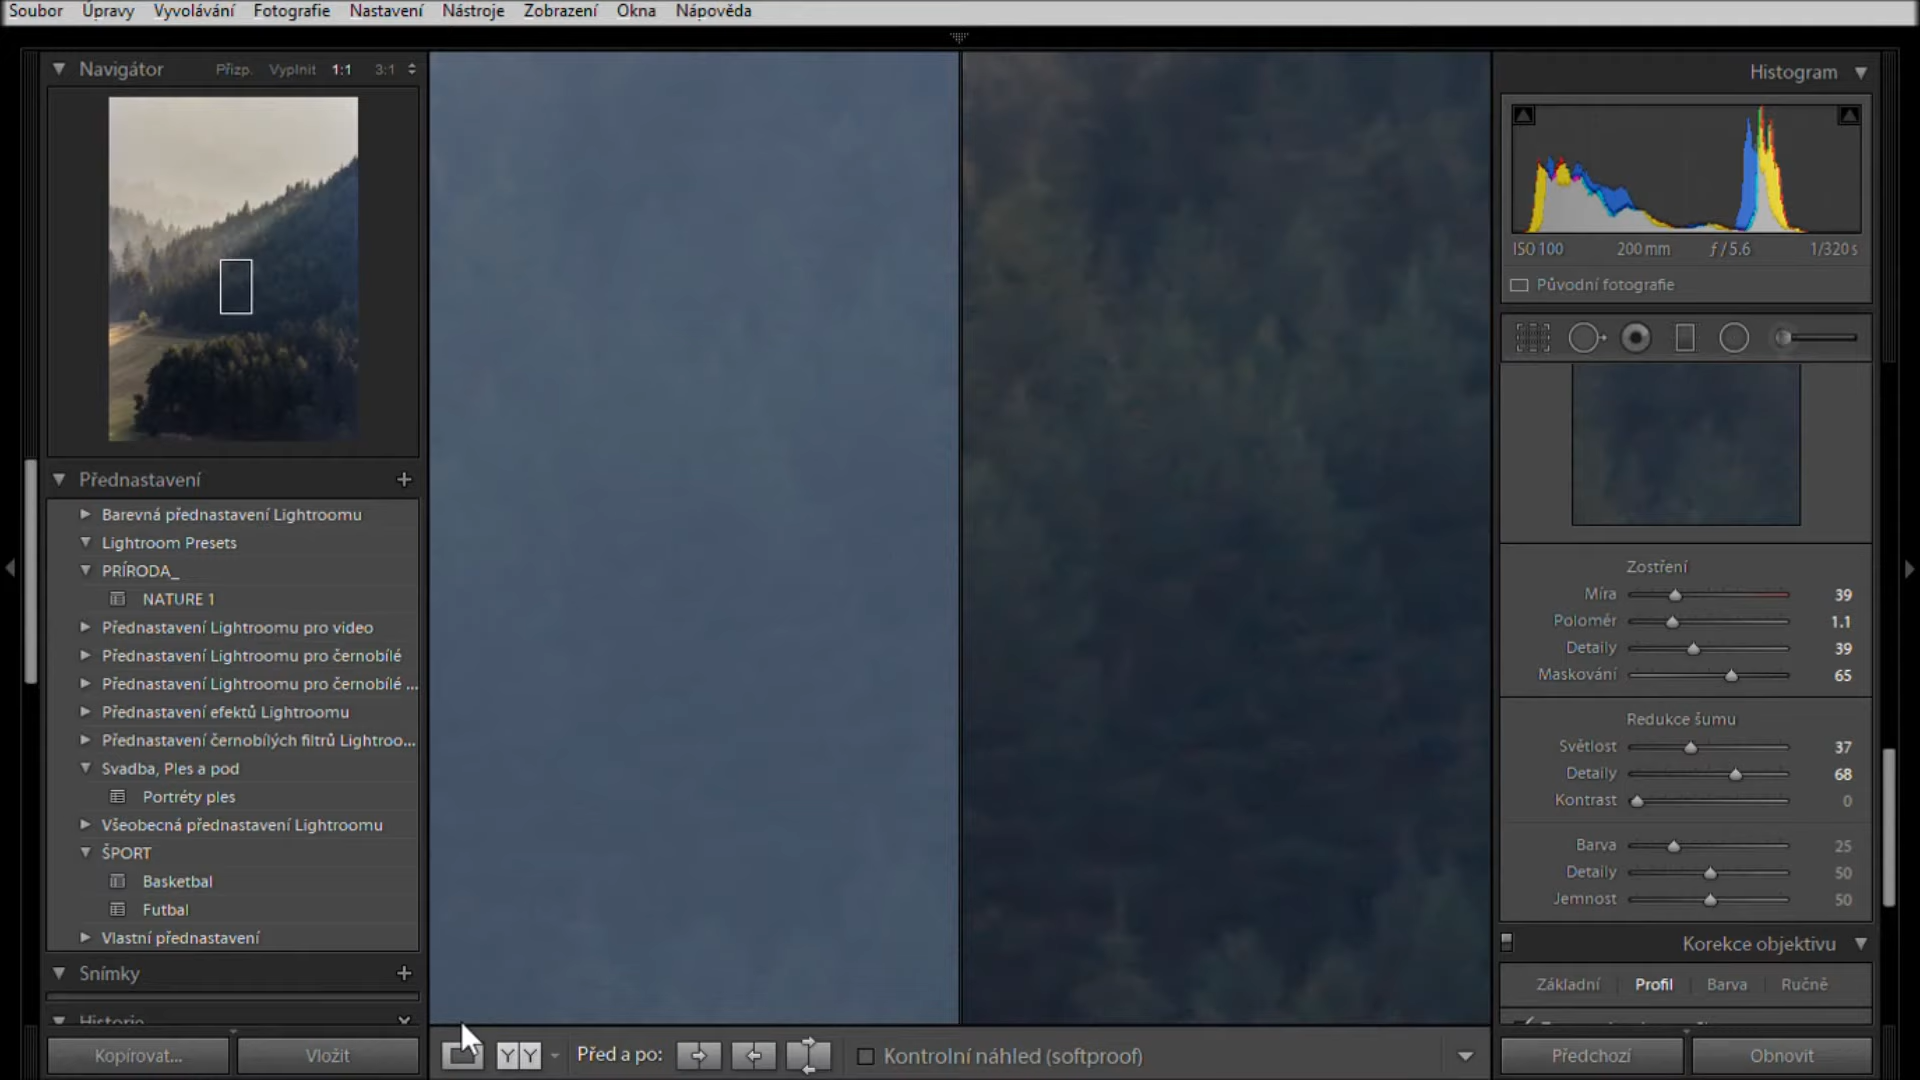 Soubor Úpravy Vyvolávání Fotografie Nastavení Nástroje Zobrazení Okna Nápověda
Navigátor Přizp. Vyplnit 1:1 3:1
Přednastavení
Barevná přednastavení Lightroomu
Lightroom Presets
PRÍRODA_
NATURE 1
Přednastavení Lightroomu pro video
Přednastavení Lightroomu pro černobílé
Přednastavení Lightroomu pro černobílé ...
Přednastavení efektů Lightroomu
Přednastavení černobílých filtrů Lightroo...
Svadba, Ples a pod
Portréty ples
Všeobecná přednastavení Lightroomu
ŠPORT
Basketbal
Futbal
Vlastní přednastavení
Snímky
Historie
Kopírovat... Vložit
Y Y Před a po: Kontrolní náhled (softproof)
Histogram
ISO 100 200 mm ƒ / 5.6 1/320 s
Původní fotografie
Zostření
Míra 39
Poloměr 1.1
Detaily 39
Maskování 65
Redukce šumu
Světlost 37
Detaily 68
Kontrast 0
Barva 25
Detaily 50
Jemnost 50
Korekce objektivu
Základní Profil Barva Ručně
Předchozí Obnovit